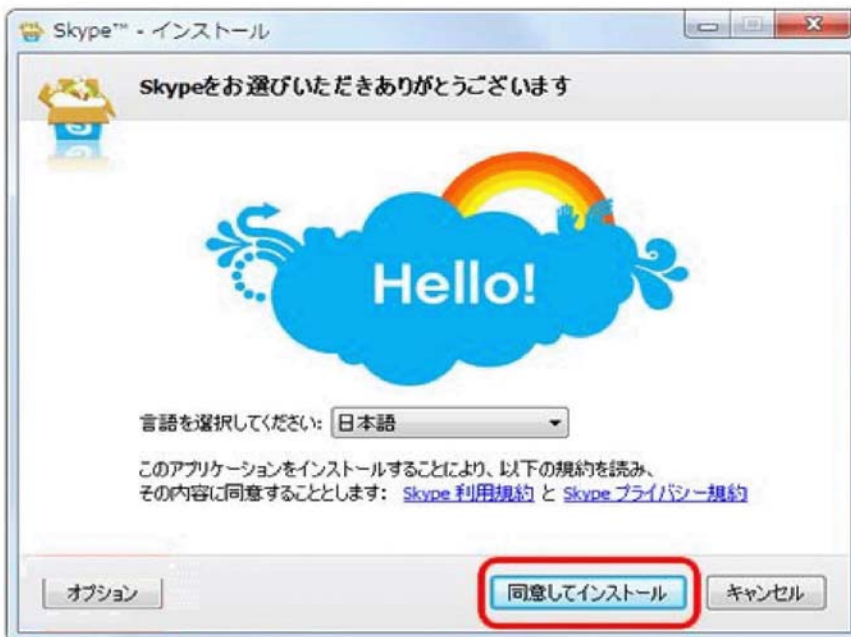 Skype™ - インストール
Skypeをお選びいただきありがとうございます
Hello!
言語を選択してください: 日本語
このアプリケーションをインストールすることにより、以下の規約を読み、
その内容に同意することとします: Skype 利用規約 と Skype プライバシー規約
オプション 同意してインストール キャンセル